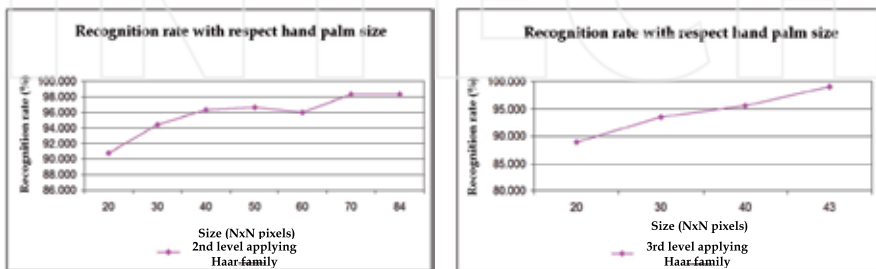 Recognition rate with respect hand palm size
Recognition rate (%)
100.000
98.000
96.000
94.000
92.000
90.000
88.000
86.000
20 30 40 50 60 70 84
Size (NxN pixels)
2nd level applying
Haar family
Recognition rate with respect hand palm size
Recognition rate (%)
100.000
95.000
90.000
85.000
80.000
20 30 40 43
Size (NxN pixels)
3rd level applying
Haar family